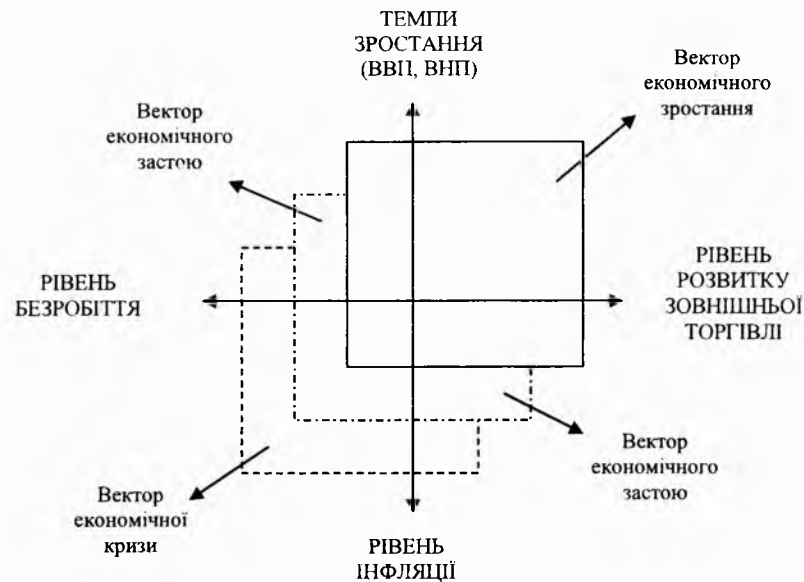 ТЕМПИ
ЗРОСТАННЯ
(ВВП, ВНП)
Вектор
економічного
зростання
Вектор
економічного
застою
РІВЕНЬ
БЕЗРОБІТТЯ
РІВЕНЬ
РОЗВИТКУ
ЗОВНІШНЬОЇ
ТОРГІВЛІ
Вектор
економічного
застою
Вектор
економічної
кризи
РІВЕНЬ
ІНФЛЯЦІЇ